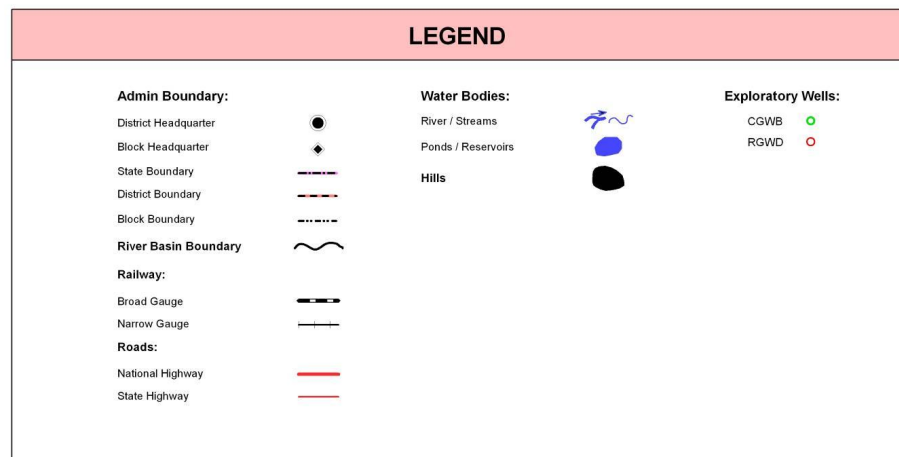 LEGEND
Admin Boundary:
District Headquarter
Block Headquarter
State Boundary
District Boundary
Block Boundary
River Basin Boundary
Railway:
Broad Gauge
Narrow Gauge
Roads:
National Highway
State Highway
Water Bodies:
River / Streams
Ponds / Reservoirs
Hills
Exploratory Wells:
CGWB
RGWD